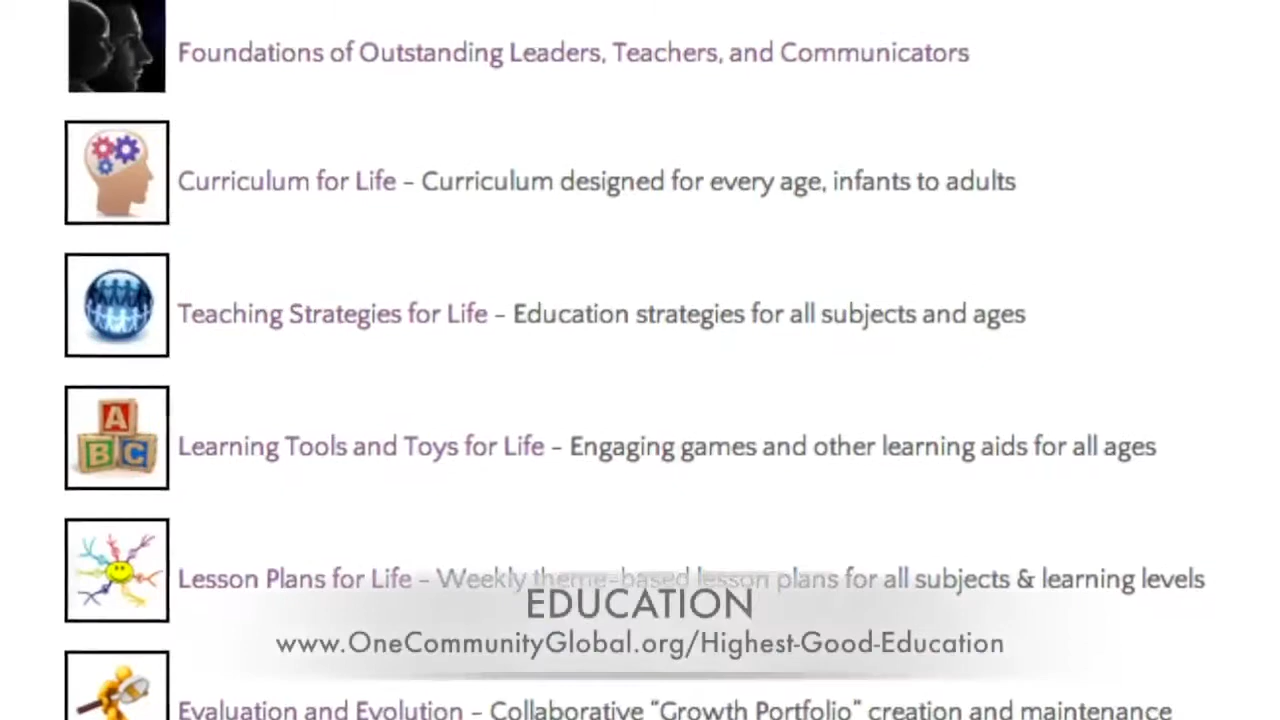 Foundations of Outstanding Leaders, Teachers, and Communicators
Curriculum for Life – Curriculum designed for every age, infants to adults
Teaching Strategies for Life – Education strategies for all subjects and ages
A
B C
Learning Tools and Toys for Life – Engaging games and other learning aids for all ages
Lesson Plans for Life – Weekly theme-based lesson plans for all subjects & learning levels
EDUCATION
www.OneCommunityGlobal.org/Highest-Good-Education
Evaluation and Evolution – Collaborative "Growth Portfolio" creation and maintenance